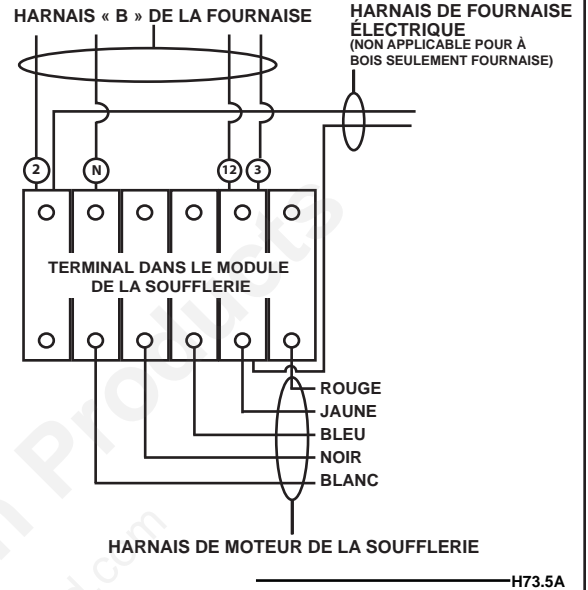 HARNAIS « B » DE LA FOURNAISE
HARNAIS DE FOURNAISE
ÉLECTRIQUE
(NON APPLICABLE POUR À
BOIS SEULEMENT FOURNAISE)
2
N
12
3
TERMINAL DANS LE MODULE
DE LA SOUFFLERIE
ROUGE
JAUNE
BLEU
NOIR
BLANC
HARNAIS DE MOTEUR DE LA SOUFFLERIE
H73.5A
Products